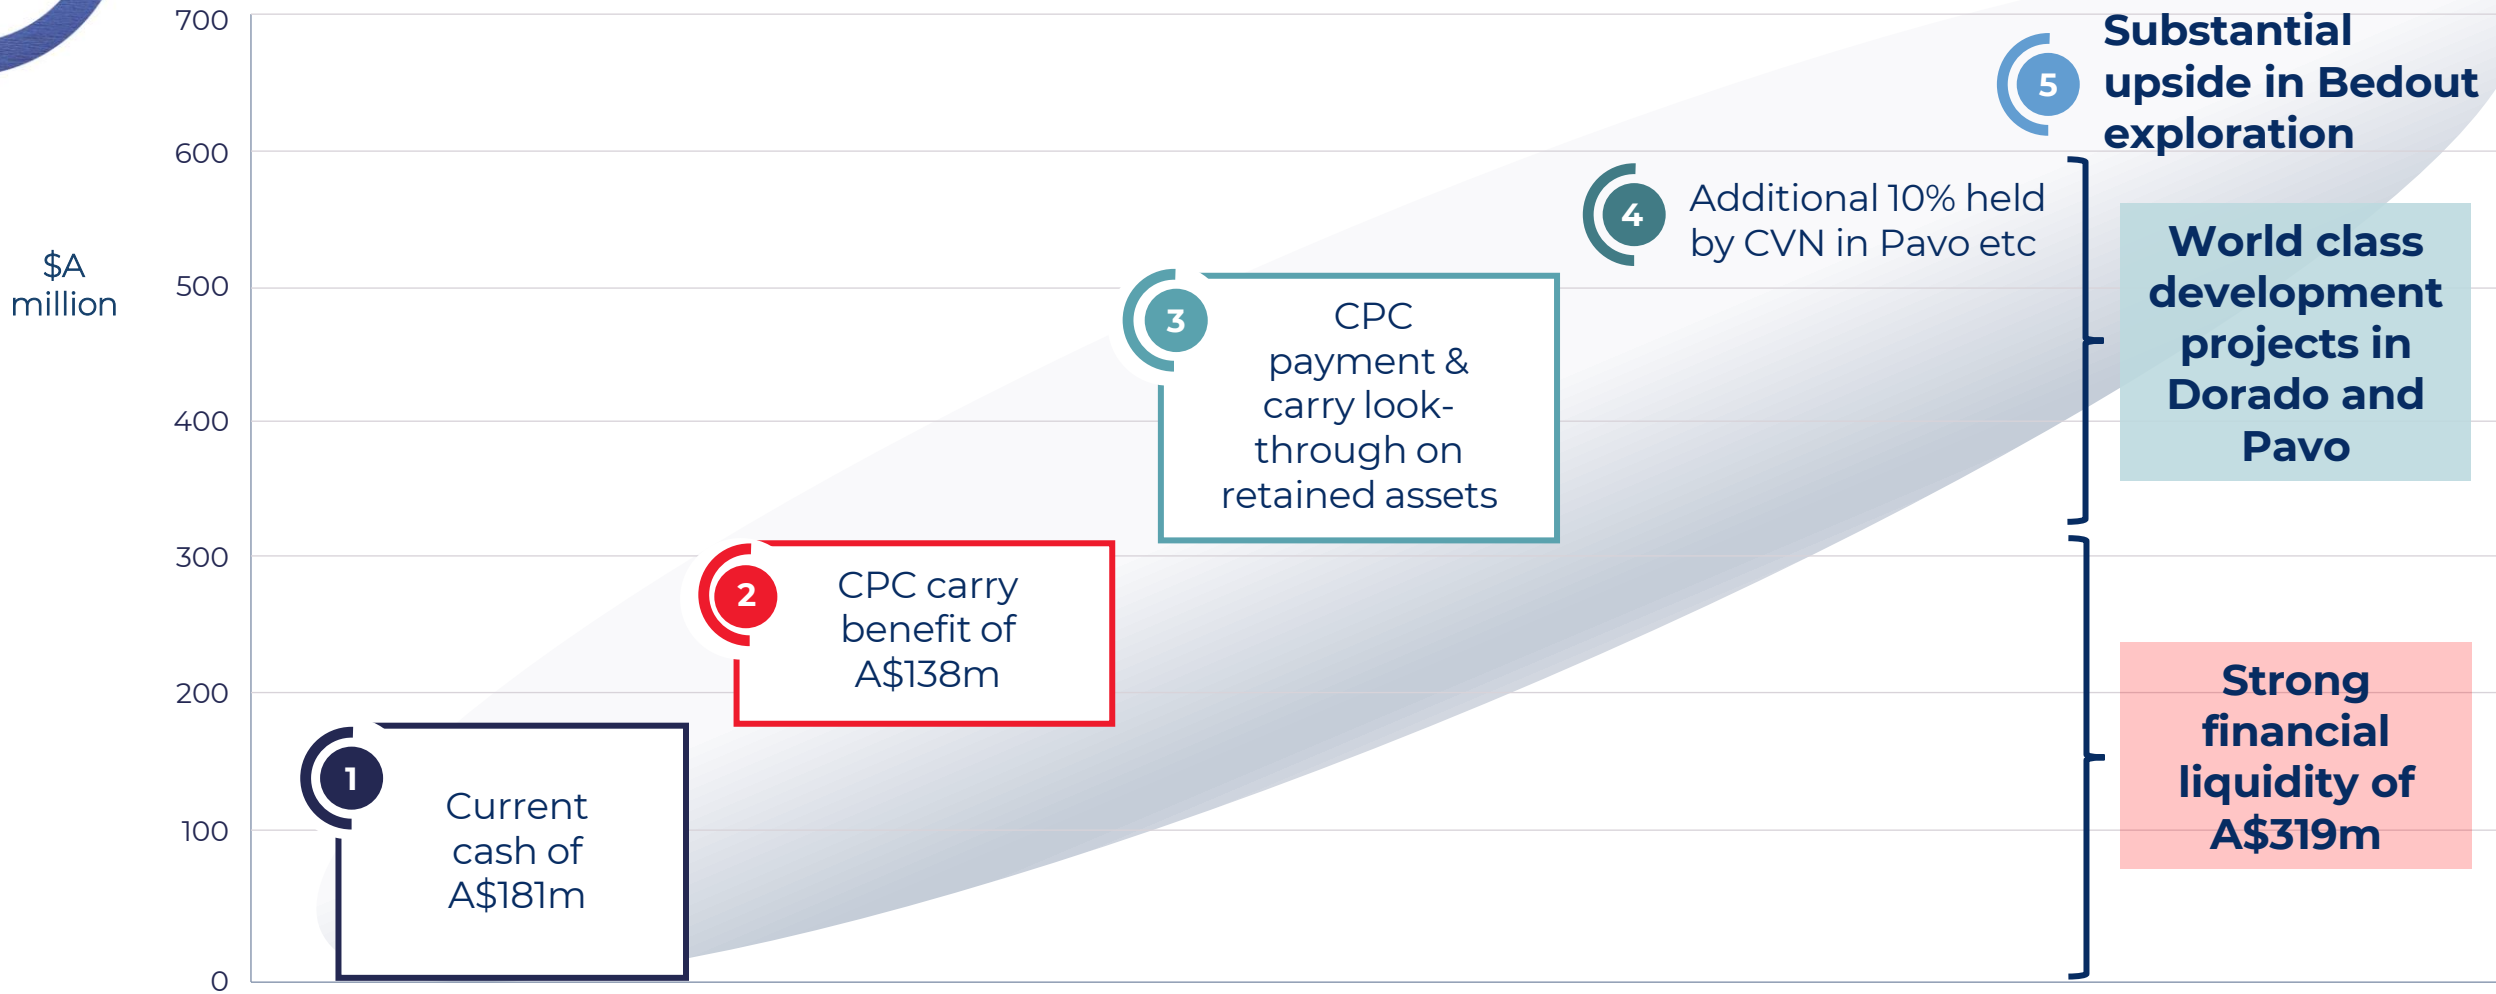 700
600
500
400
300
200
100
0
$A
million
1
Current
cash of
A$181m
2
CPC carry
benefit of
A$138m
3
CPC
payment &
carry look-
through on
retained assets
4
Additional 10% held
by CVN in Pavo etc
5
Substantial
upside in Bedout
exploration
World class
development
projects in
Dorado and
Pavo
Strong
financial
liquidity of
A$319m